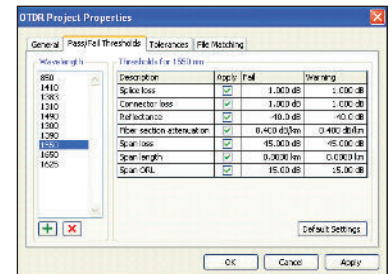 OTDR Project Properties
General Pass/Fail Thresholds Tolerances File Matching
Wavelength
850
1410
1383
1310
1490
1300
1390
1550
1650
1625
Thresholds for 1550 nm
Description Apply Fail Warning
Splice loss 1.000 dB 1.000 dB
Connector loss 1.000 dB 1.000 dB
Reflectance -40.0 dB -40.0 dB
Fiber section attenuation 0.400 dB/km 0.400 dB/km
Span loss 45.000 dB 45.000 dB
Span length 0.0000 km 0.0000 km
Span ORL 15.00 dB 15.00 dB
Default Settings
OK Cancel Apply